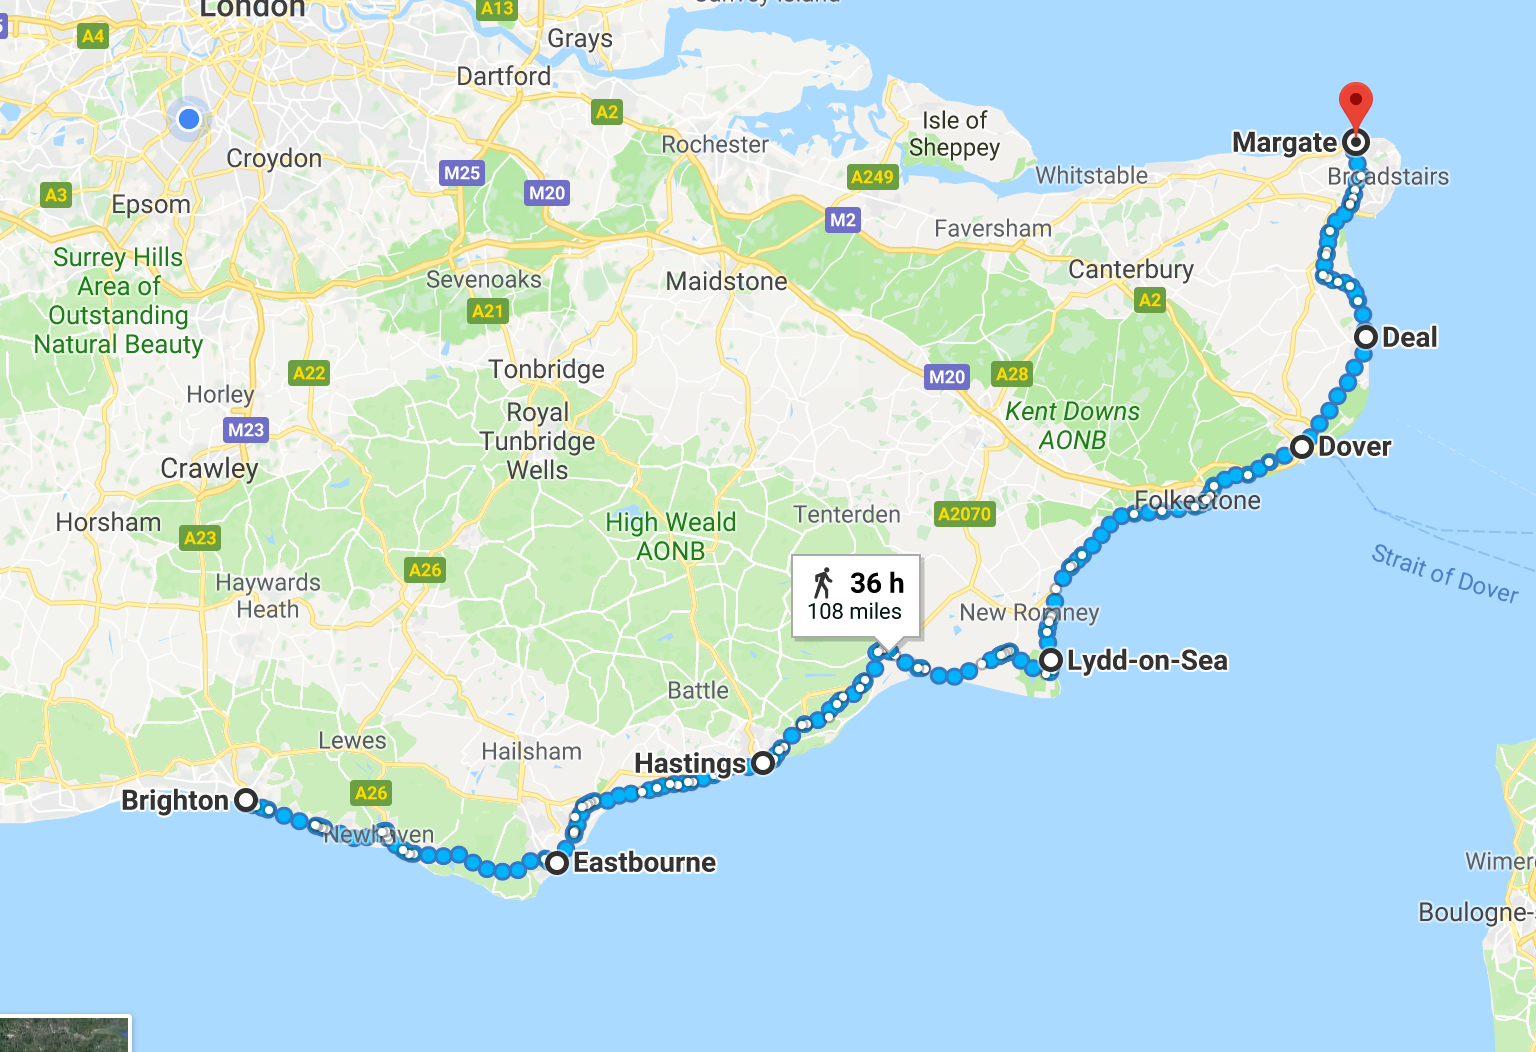 London
A13
Surrey Island
A4
Grays
Dartford
A2
Isle of
Sheppey
Margate
Rochester
Croydon
M25
A249
Whitstable
Broadstairs
A3
M20
Epsom
M2
Faversham
Surrey Hills
Area of
Outstanding
Natural Beauty
Sevenoaks
Maidstone
Canterbury
A21
A2
Deal
A22
Tonbridge
M20
A28
Horley
Royal
Tunbridge
Wells
Kent Downs
AONB
M23
Crawley
Dover
Folkestone
Horsham
High Weald
AONB
Tenterden
A2070
A23
Strait of Dover
A26
Haywards
Heath
36 h
108 miles
New Romney
Lydd-on-Sea
Battle
Lewes
Hailsham
Hastings
Brighton
A26
Newhaven
Eastbourne
Wimere
Boulogne-